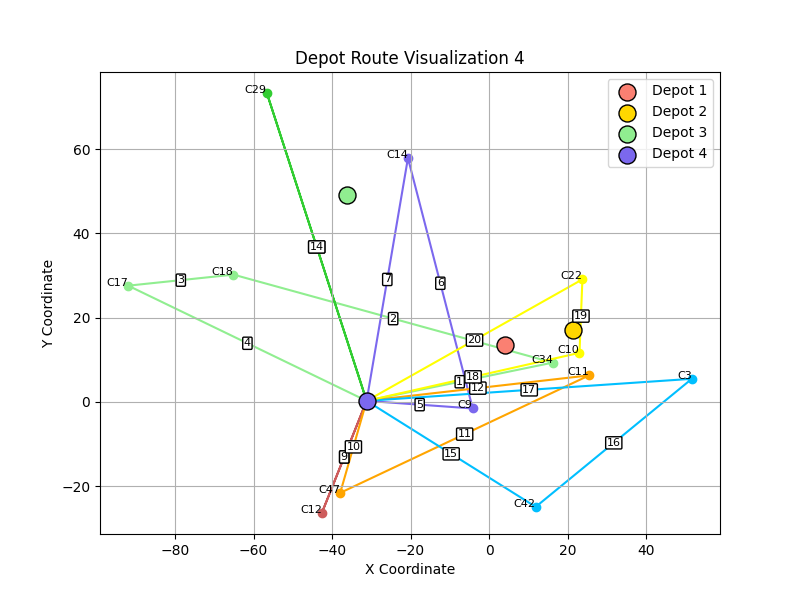 Depot Route Visualization 4
Depot 1
Depot 2
Depot 3
Depot 4
C29
C14
14
C18
C17
3
7
6
C22
2
19
4
20
C34
C10
C11
C3
1
18
12
17
5
C9
11
10
9
15
16
C47
C42
C12
60
40
20
0
−20
−80
−60
−40
−20
0
20
40
X Coordinate
Y Coordinate